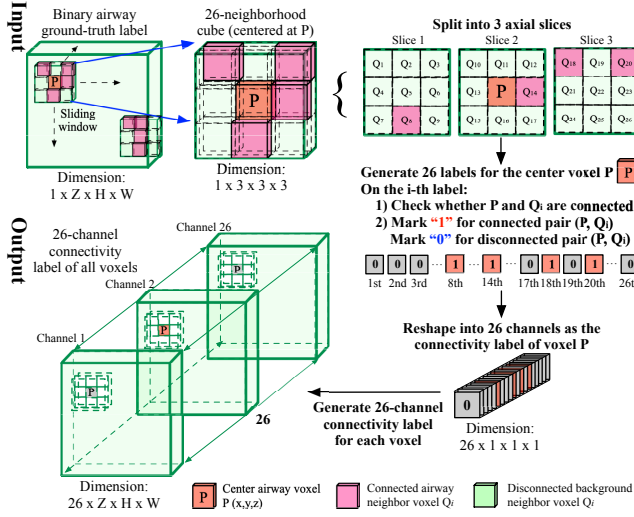 Input
Binary airway
ground-truth label
P
Sliding
window
Dimension:
1 x Z x H x W
26-neighborhood
cube (centered at P)
P
Dimension:
1 x 3 x 3 x 3
Split into 3 axial slices
Slice 1
Slice 2
Slice 3
Q1 Q2 Q3
Q4 Q5 Q6
Q7 Q8 Q9
Q10 Q11 Q12
Q13 P Q14
Q15 Q16 Q17
Q18 Q19 Q20
Q21 Q22 Q23
Q24 Q25 Q26
Generate 26 labels for the center voxel P P
On the i-th label:
1) Check whether P and Qi are connected
2) Mark “1” for connected pair (P, Qi)
Mark “0” for disconnected pair (P, Qi)
0 0 0 ... 1 ... 1 ... 0 1 0 1 ... 0
1st 2nd 3rd 8th 14th 17th 18th 19th 20th 26th
Reshape into 26 channels as the
connectivity label of voxel P
0
Dimension:
26 x 1 x 1 x 1
Generate 26-channel
connectivity label
for each voxel
Output
26-channel
connectivity
label of all voxels
Channel 26
P
Channel 2
P
Channel 1
P
26
Dimension:
26 x Z x H x W
P
Center airway voxel
P (x,y,z)
Connected airway
neighbor voxel Qi
Disconnected background
neighbor voxel Qi